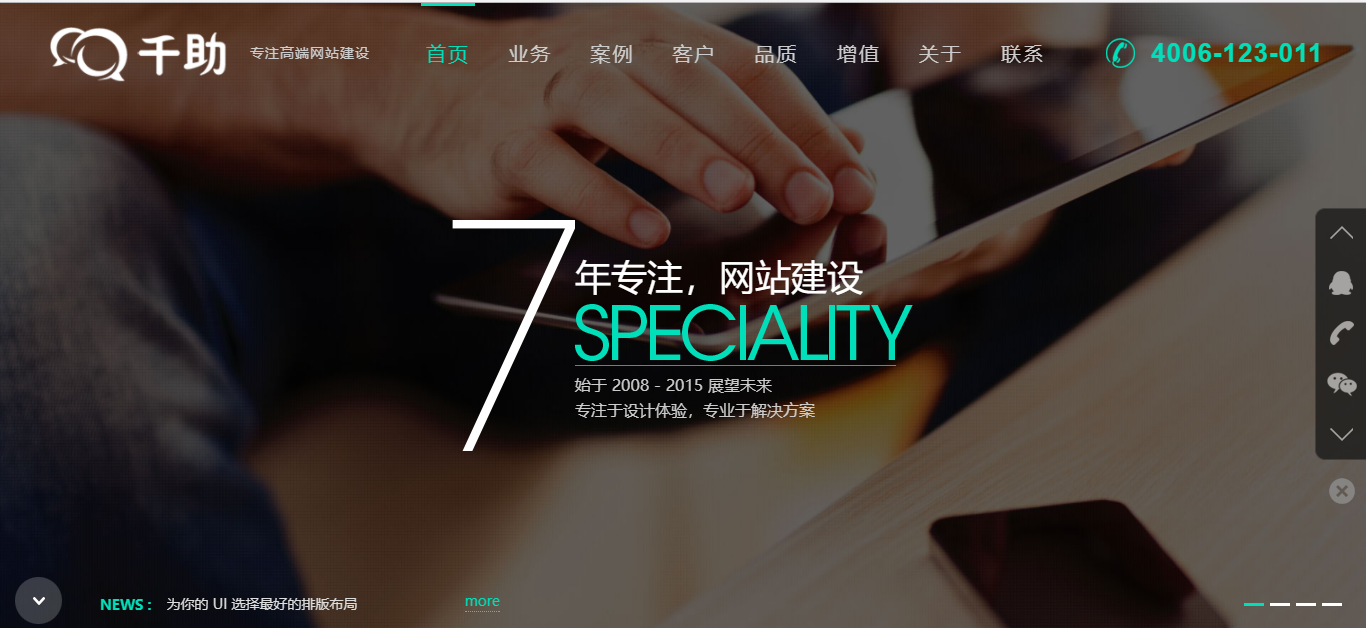 千助
专注高端网站建设
首页 业务 案例 客户 品质 增值 关于 联系
4006-123-011
7
年专注，网站建设
SPECIALITY
始于 2008 - 2015 展望未来
专注于设计体验，专业于解决方案
NEWS： 为你的 UI 选择最好的排版布局
more